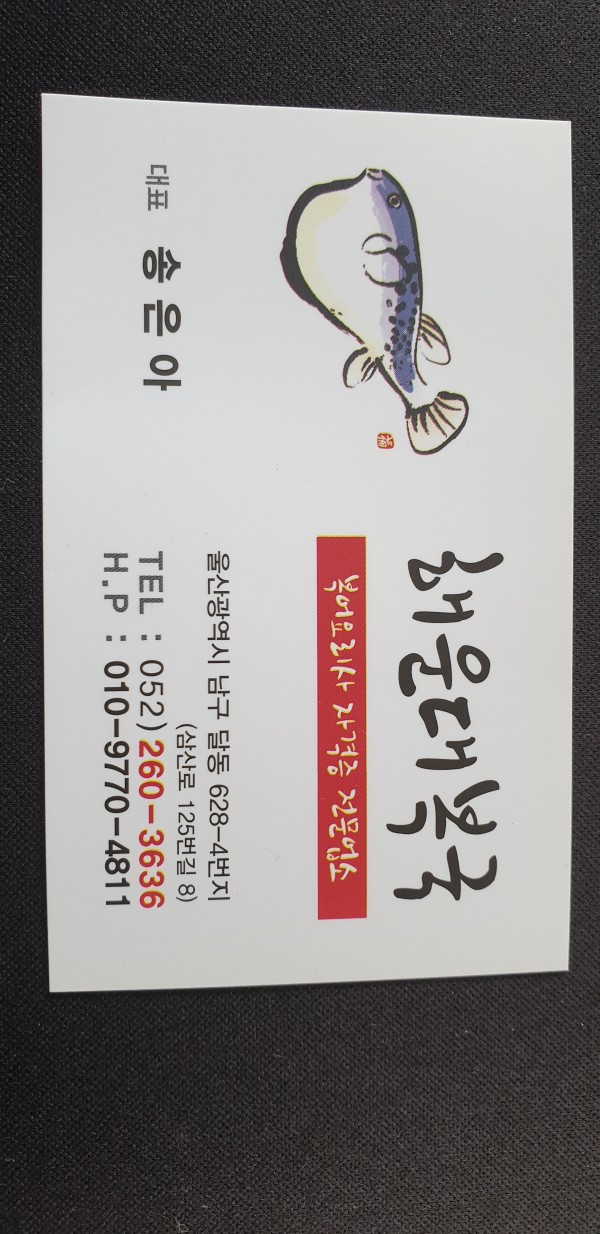 해운대복국
복어요리사 자격증 전문업소
대표 송은아
울산광역시 남구 달동 628-4번지
(삼산로 125번길 8)
TEL : 052) 260-3636
H.P : 010-9770-4811